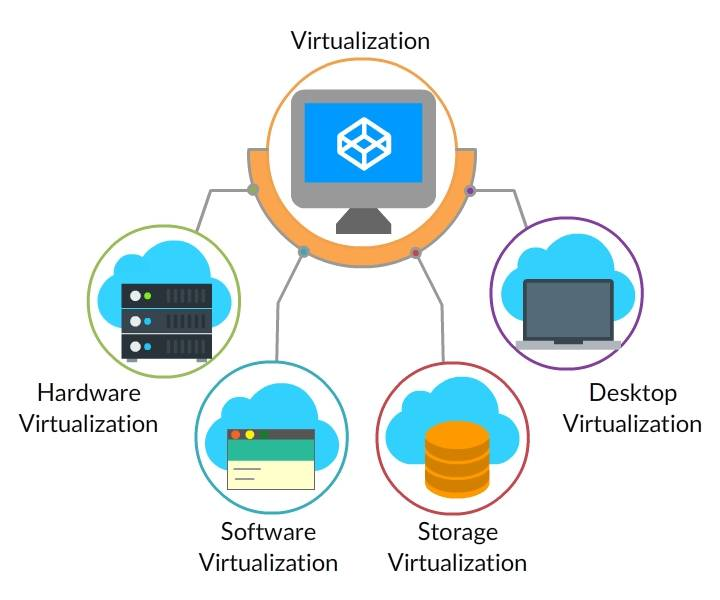 Virtualization
Hardware
Virtualization
Software
Virtualization
Storage
Virtualization
Desktop
Virtualization